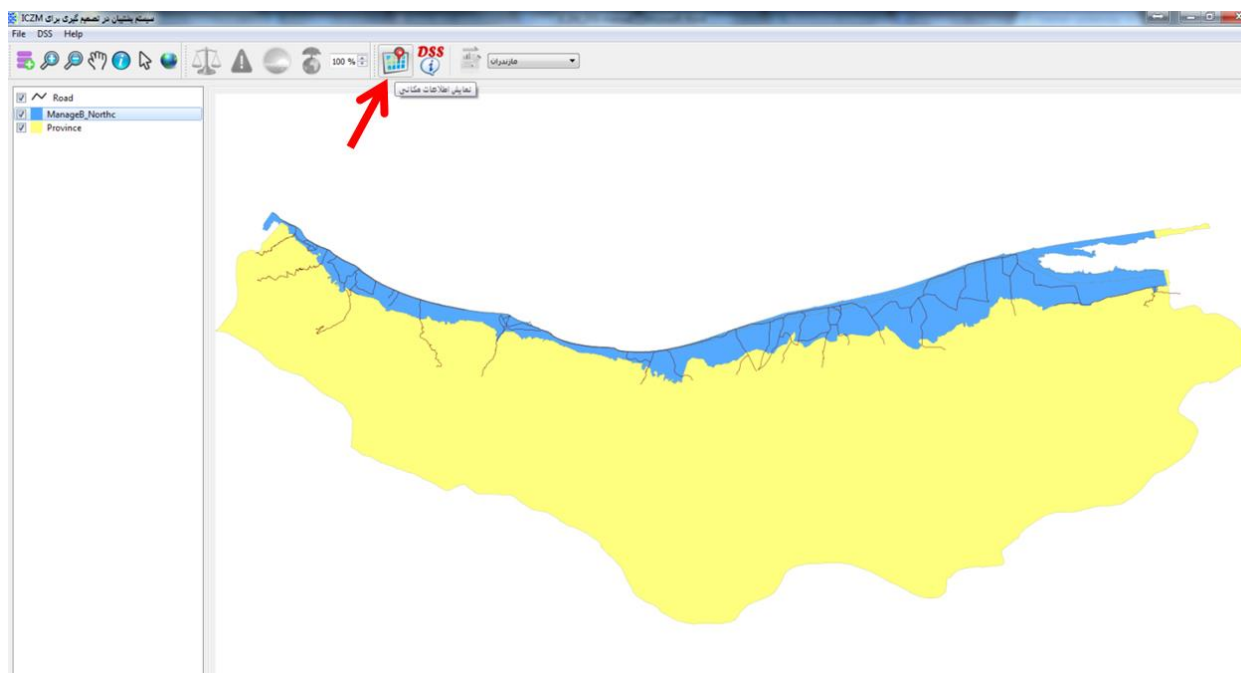 سیستم پشتیبان در تصمیم گیری برای ICZM
File DSS Help
100 %
DSS
مازندران
نمایش اطلاعات مکانی
Road
ManageB_Northc
Province